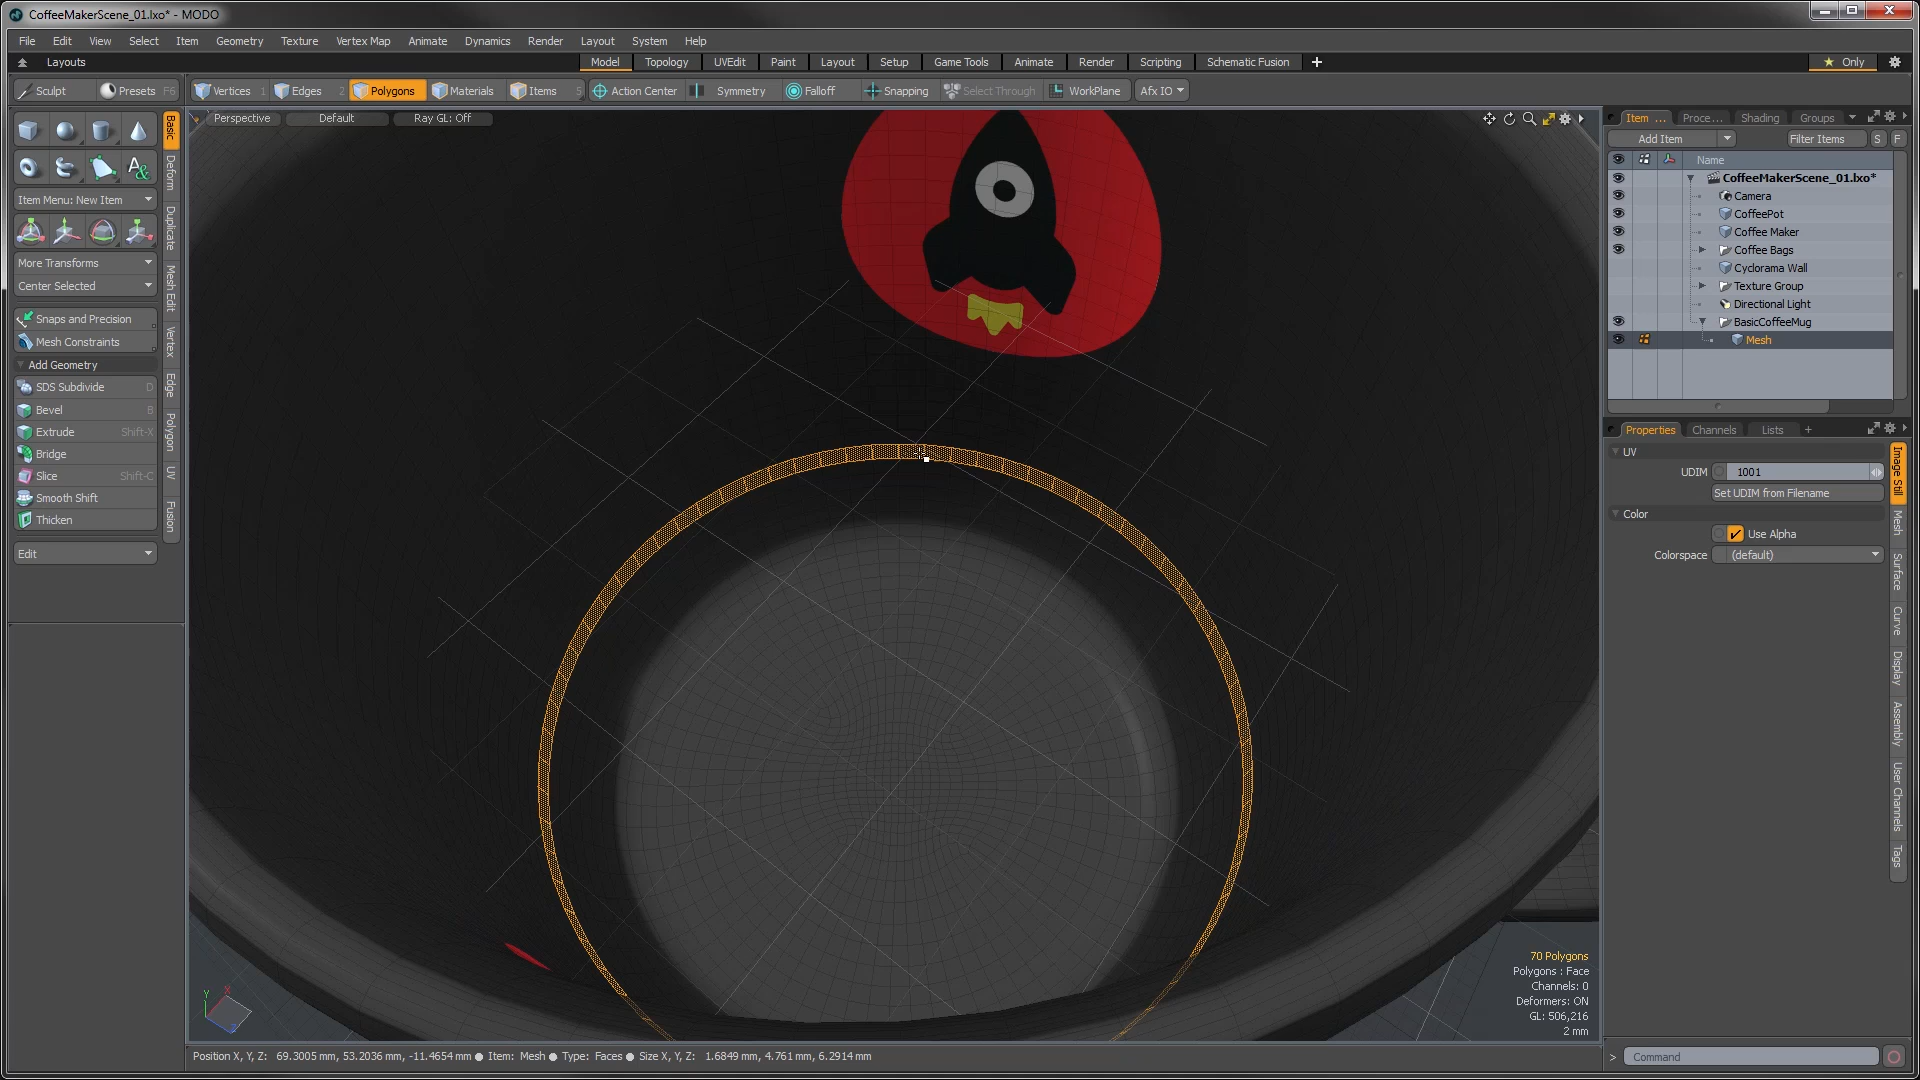 CoffeeMakerScene_01.lxo* - MODO
File Edit View Select Item Geometry Texture Vertex Map Animate Dynamics Render Layout System Help
Layouts Model Topology UVEdit Paint Layout Setup Game Tools Animate Render Scripting Schematic Fusion + Only
Sculpt Presets F6 Vertices 1 Edges 2 Polygons Materials Items 5 Action Center Symmetry Falloff Snapping Select Through WorkPlane Afx IO
Perspective Default Ray GL: Off
Item ... Proce... Shading Groups
Add Item Filter Items S F
Name
CoffeeMakerScene_01.lxo*
Camera
CoffeePot
Coffee Maker
Coffee Bags
Cyclorama Wall
Texture Group
Directional Light
BasicCoffeeMug
Mesh
Item Menu: New Item
More Transforms
Center Selected
Snaps and Precision
Mesh Constraints
Add Geometry
SDS Subdivide D
Bevel B
Extrude Shift-X
Bridge
Slice Shift-C
Smooth Shift
Thicken
Edit
Basic
Deform
Duplicate
Mesh Edit
Vertex
Edge
Polygon
UV
Fusion
Properties Channels Lists +
UV
UDIM 1001
Set UDIM from Filename
Color
Use Alpha
Colorspace (default)
Image Still
Mesh
Surface
Curve
Display
Assembly
User Channels
Tags
70 Polygons
Polygons : Face
Channels: 0
Deformers: ON
GL: 506,216
2 mm
Y X Z
Position X, Y, Z: 69.3005 mm, 53.2036 mm, -11.4654 mm Item: Mesh Type: Faces Size X, Y, Z: 1.6849 mm, 4.761 mm, 6.2914 mm
> Command